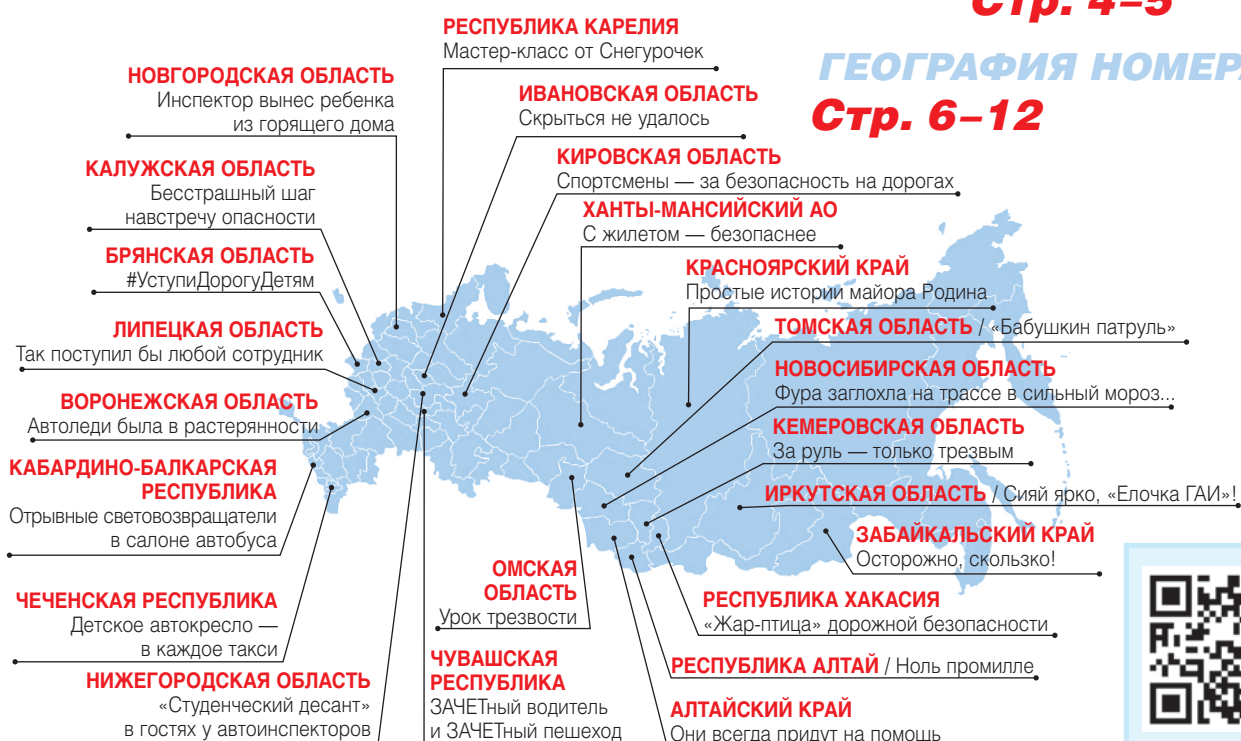 Стр. 4–5
ГЕОГРАФИЯ НОМЕРА
Стр. 6–12
РЕСПУБЛИКА КАРЕЛИЯ
Мастер-класс от Снегурочек
НОВГОРОДСКАЯ ОБЛАСТЬ
Инспектор вынес ребенка
из горящего дома
ИВАНОВСКАЯ ОБЛАСТЬ
Скрыться не удалось
КАЛУЖСКАЯ ОБЛАСТЬ
Бесстрашный шаг
навстречу опасности
КИРОВСКАЯ ОБЛАСТЬ
Спортсмены — за безопасность на дорогах
ХАНТЫ-МАНСИЙСКИЙ АО
С жилетом — безопаснее
БРЯНСКАЯ ОБЛАСТЬ
#УступиДорогуДетям
КРАСНОЯРСКИЙ КРАЙ
Простые истории майора Родина
ЛИПЕЦКАЯ ОБЛАСТЬ
Так поступил бы любой сотрудник
ТОМСКАЯ ОБЛАСТЬ / «Бабушкин патруль»
НОВОСИБИРСКАЯ ОБЛАСТЬ
Фура заглохла на трассе в сильный мороз...
ВОРОНЕЖСКАЯ ОБЛАСТЬ
Автоледи была в растерянности
КЕМЕРОВСКАЯ ОБЛАСТЬ
За руль — только трезвым
КАБАРДИНО-БАЛКАРСКАЯ
РЕСПУБЛИКА
Отрывные световозвращатели
в салоне автобуса
ИРКУТСКАЯ ОБЛАСТЬ / Сияй ярко, «Елочка ГАИ»!
ЗАБАЙКАЛЬСКИЙ КРАЙ
Осторожно, скользко!
ОМСКАЯ
ОБЛАСТЬ
Урок трезвости
ЧЕЧЕНСКАЯ РЕСПУБЛИКА
Детское автокресло —
в каждое такси
РЕСПУБЛИКА ХАКАСИЯ
«Жар-птица» дорожной безопасности
ЧУВАШСКАЯ
РЕСПУБЛИКА
ЗАЧЕТный водитель
и ЗАЧЕТный пешеход
РЕСПУБЛИКА АЛТАЙ / Ноль промилле
НИЖЕГОРОДСКАЯ ОБЛАСТЬ
«Студенческий десант»
в гостях у автоинспекторов
АЛТАЙСКИЙ КРАЙ
Они всегда придут на помощь